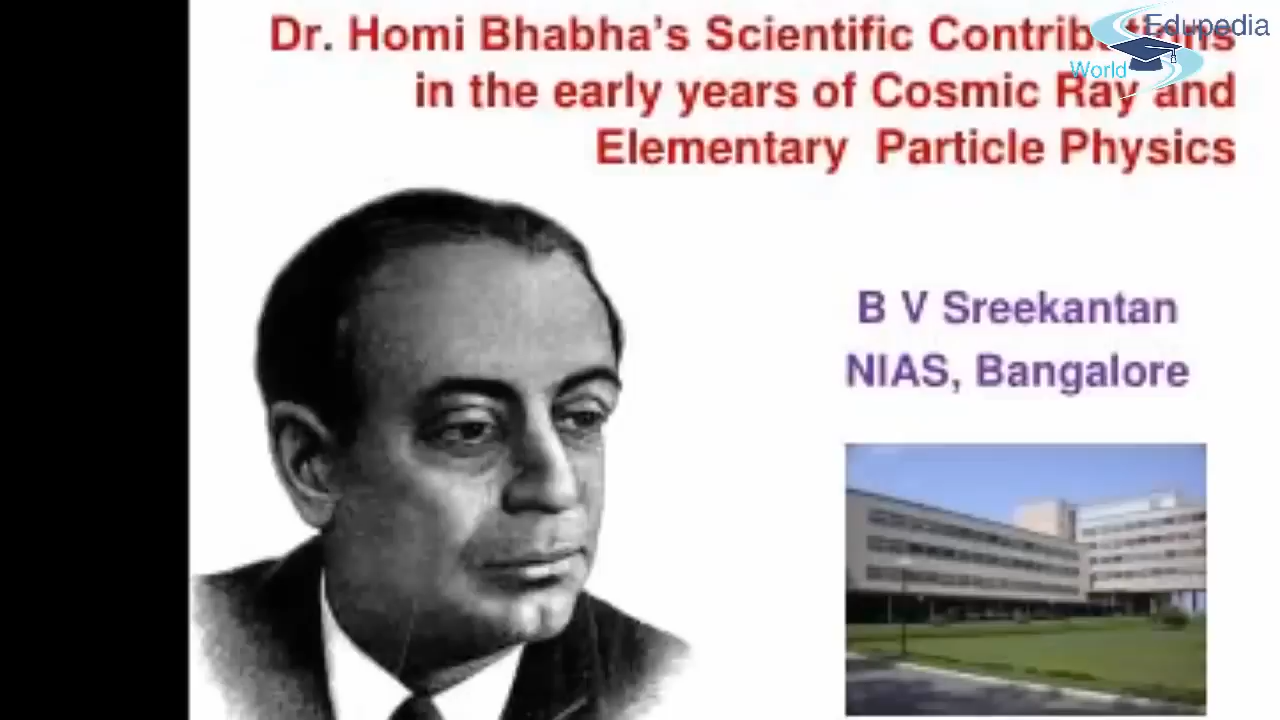 Dr. Homi Bhabha's Scientific Contributions
in the early years of Cosmic Ray and
Elementary Particle Physics
Edupedia
World
B V Sreekantan
NIAS, Bangalore